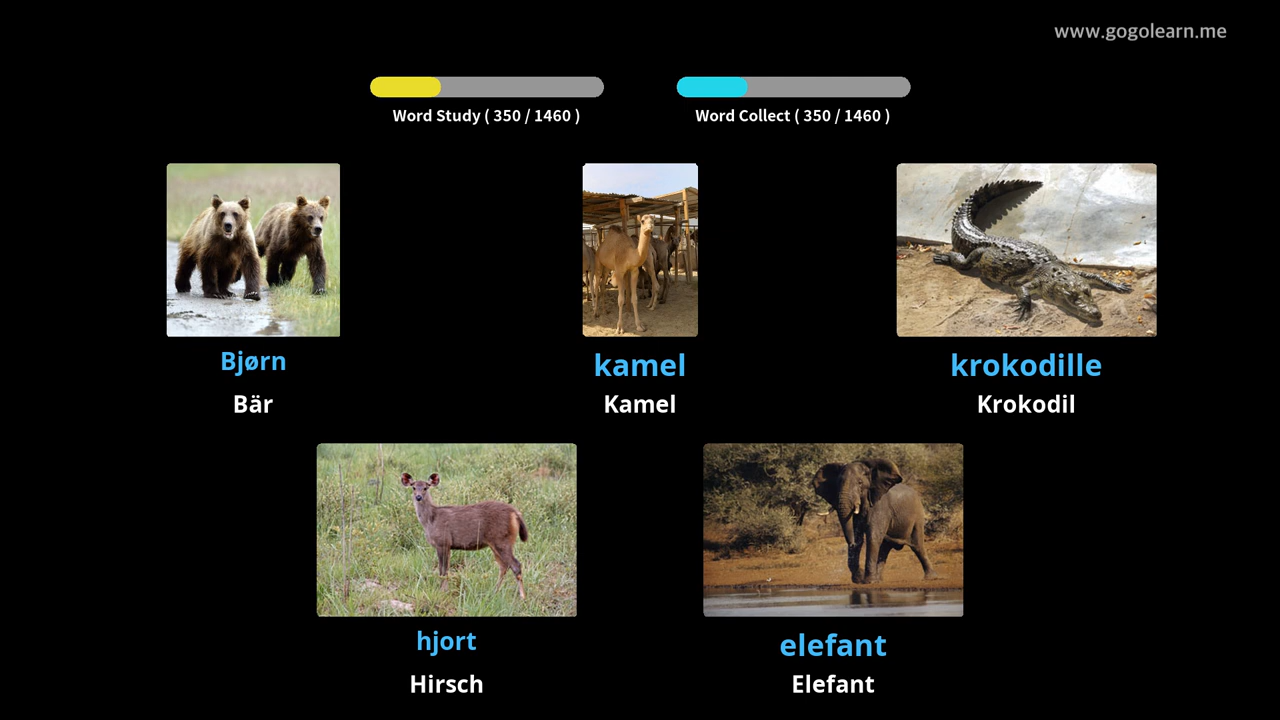 www.gogolearn.me
Word Study ( 350 / 1460 )
Word Collect ( 350 / 1460 )
Bjørn
Bär
kamel
Kamel
krokodille
Krokodil
hjort
Hirsch
elefant
Elefant